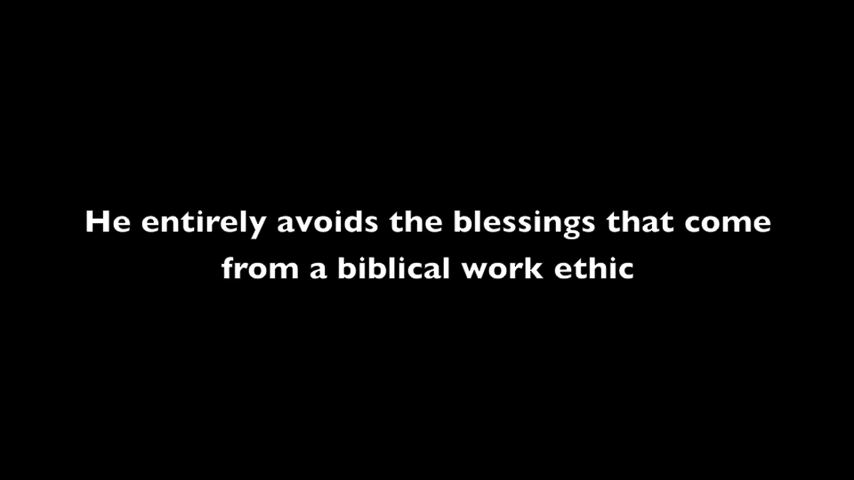 He entirely avoids the blessings that come
from a biblical work ethic